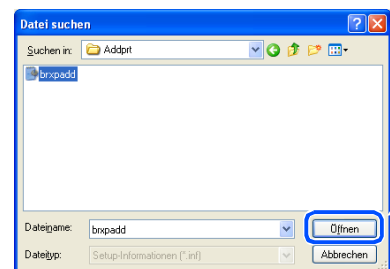 Datei suchen
Suchen in: Addprt
brxpadd
Dateiname: brxpadd Öffnen
Dateityp: Setup-Informationen (*.inf) Abbrechen